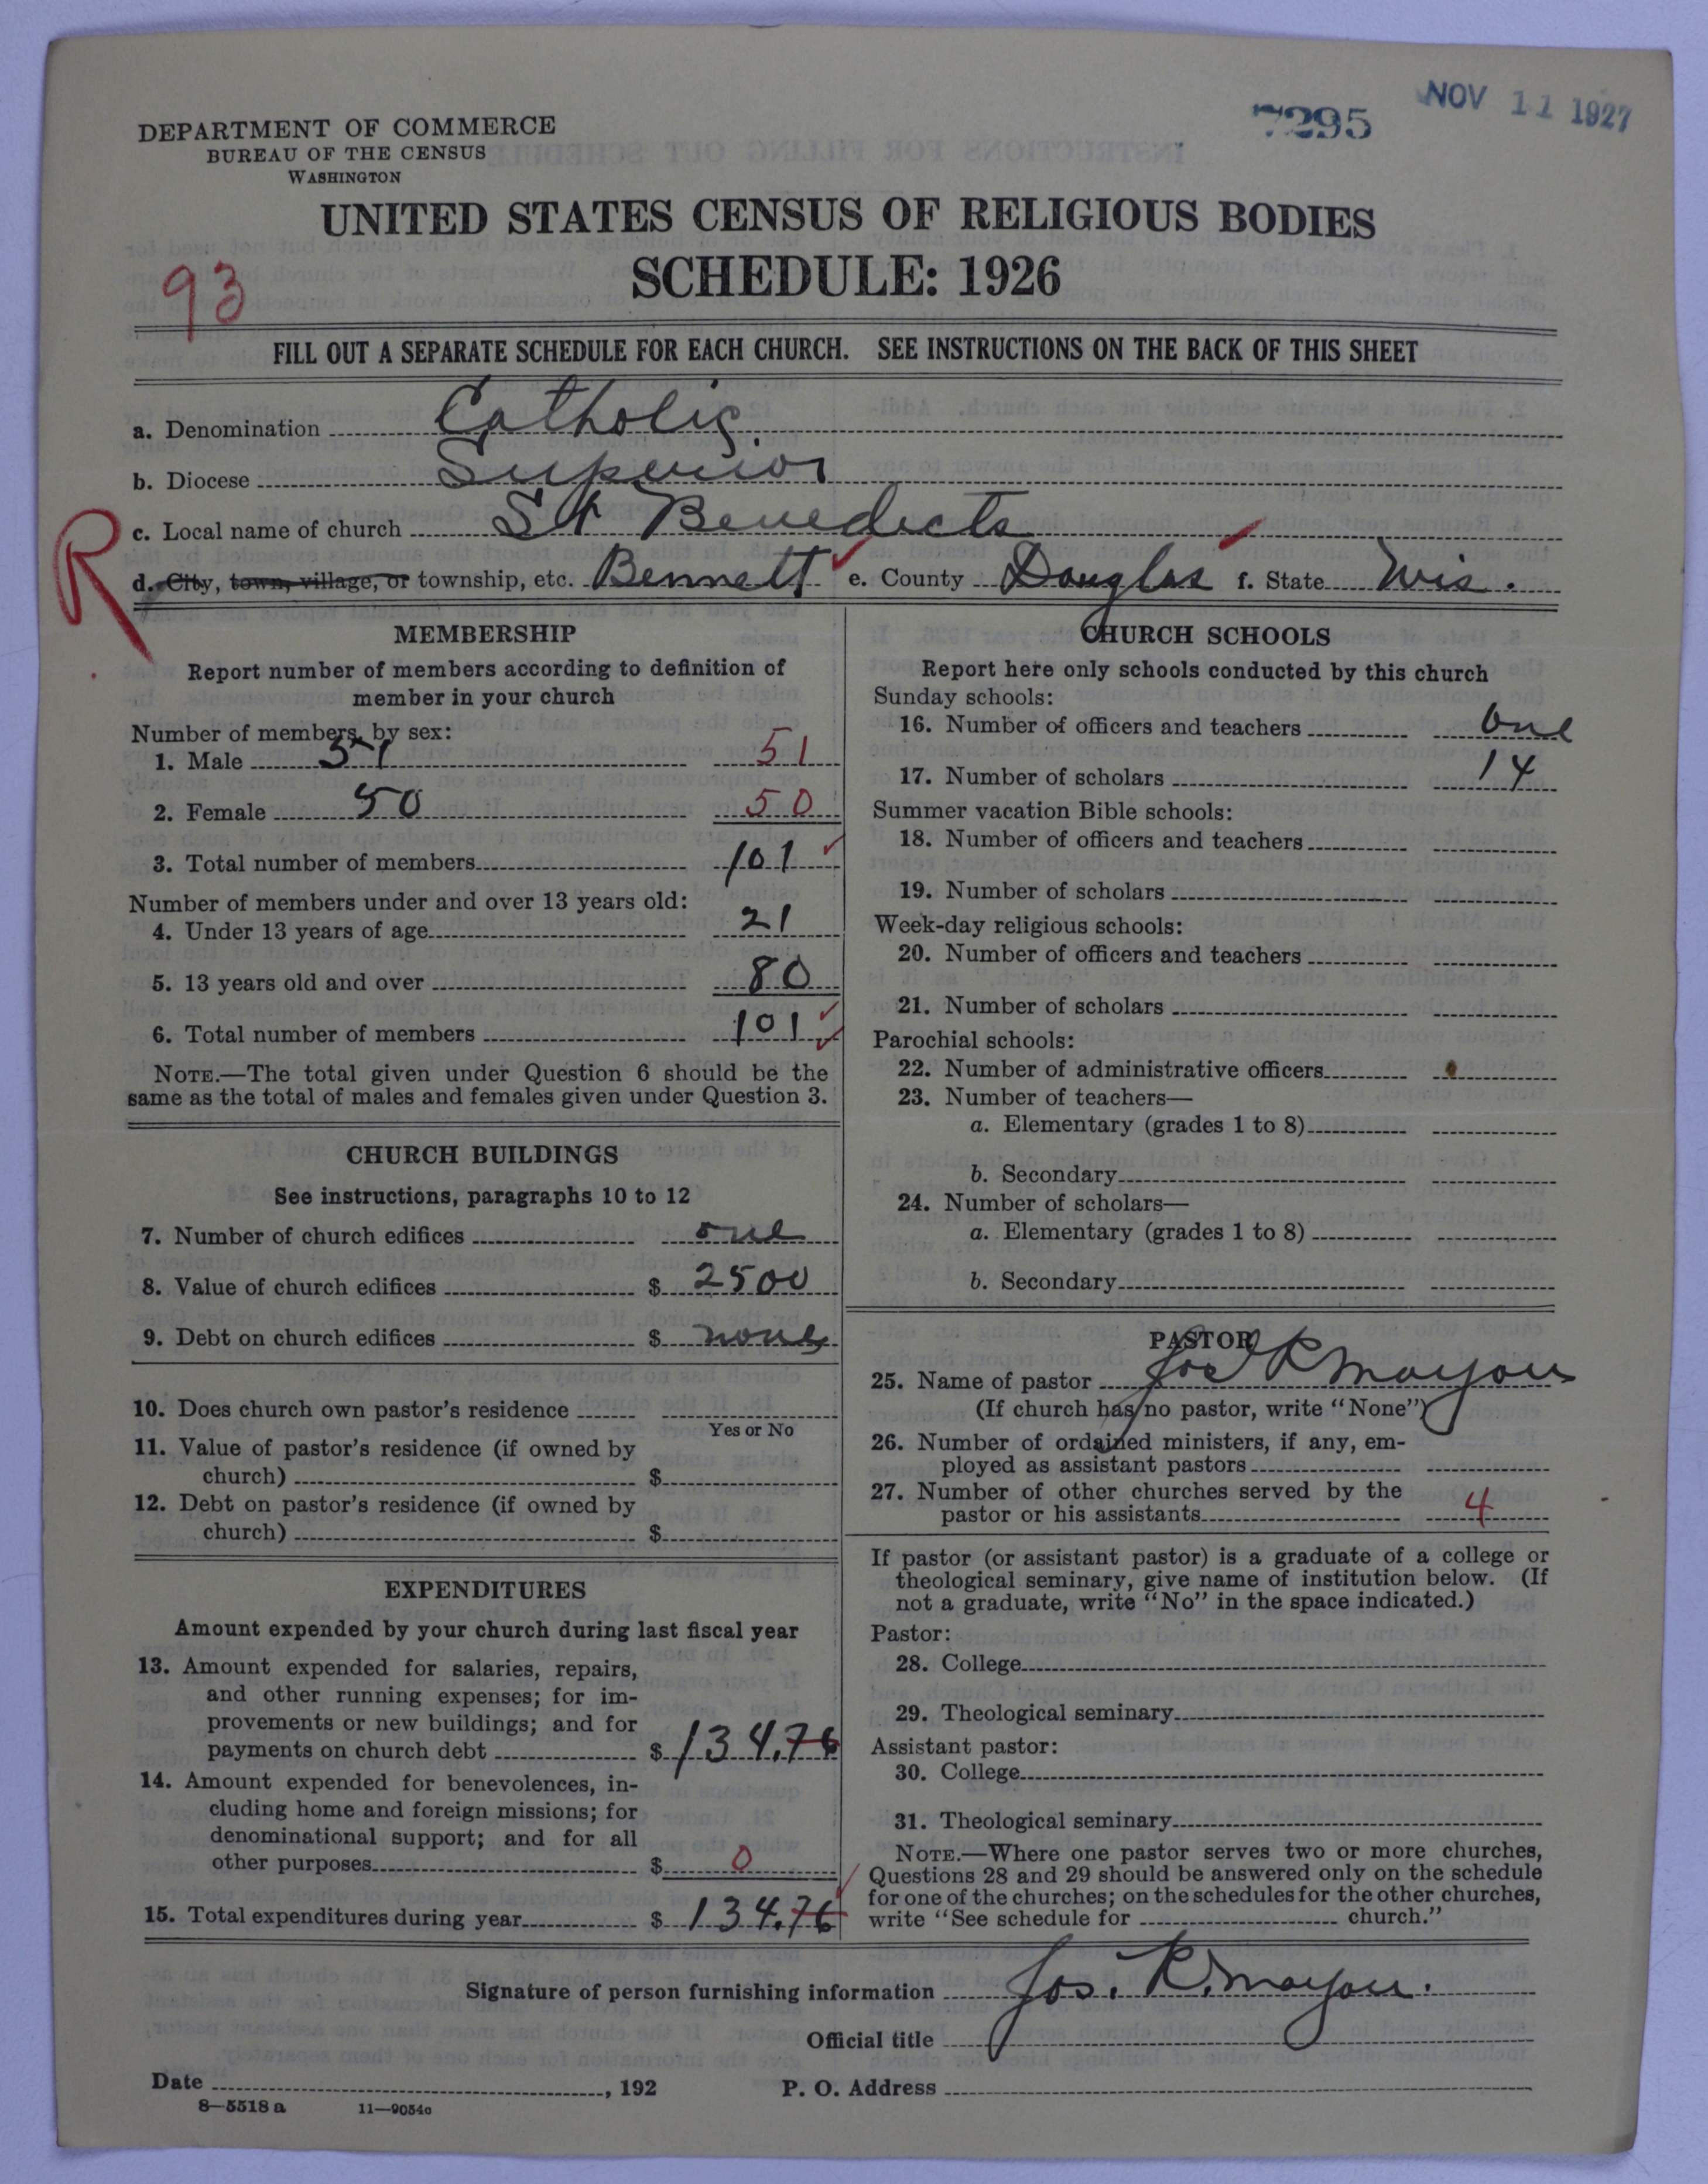 7295
NOV 11 1927
DEPARTMENT OF COMMERCE
BUREAU OF THE CENSUS
WASHINGTON
UNITED STATES CENSUS OF RELIGIOUS BODIES
SCHEDULE: 1926
93
FILL OUT A SEPARATE SCHEDULE FOR EACH CHURCH. SEE INSTRUCTIONS ON THE BACK OF THIS SHEET
a. Denomination Catholic
b. Diocese Superior
c. Local name of church St Benedicts
R
d. City, town, village, or township, etc. Bennett e. County Douglas f. State Wis.
MEMBERSHIP
Report number of members according to definition of
member in your church
Number of members by sex:
1. Male 51 51
2. Female 50 50
3. Total number of members 101
Number of members under and over 13 years old:
4. Under 13 years of age 21
5. 13 years old and over 80
6. Total number of members 101
NOTE.—The total given under Question 6 should be the
same as the total of males and females given under Question 3.
CHURCH BUILDINGS
See instructions, paragraphs 10 to 12
7. Number of church edifices one
8. Value of church edifices $ 2500
9. Debt on church edifices $ none
10. Does church own pastor's residence
Yes or No
11. Value of pastor's residence (if owned by
church) $
12. Debt on pastor's residence (if owned by
church) $
EXPENDITURES
Amount expended by your church during last fiscal year
13. Amount expended for salaries, repairs,
and other running expenses; for im-
provements or new buildings; and for
payments on church debt $ 134.76
14. Amount expended for benevolences, in-
cluding home and foreign missions; for
denominational support; and for all
other purposes $ 0
15. Total expenditures during year $ 134.76
CHURCH SCHOOLS
Report here only schools conducted by this church
Sunday schools:
16. Number of officers and teachers one
17. Number of scholars 14
Summer vacation Bible schools:
18. Number of officers and teachers
19. Number of scholars
Week-day religious schools:
20. Number of officers and teachers
21. Number of scholars
Parochial schools:
22. Number of administrative officers
23. Number of teachers—
a. Elementary (grades 1 to 8)
b. Secondary
24. Number of scholars—
a. Elementary (grades 1 to 8)
b. Secondary
PASTOR
25. Name of pastor Jos R Mayou
(If church has no pastor, write "None")
26. Number of ordained ministers, if any, em-
ployed as assistant pastors
27. Number of other churches served by the
pastor or his assistants 4
If pastor (or assistant pastor) is a graduate of a college or
theological seminary, give name of institution below. (If
not a graduate, write "No" in the space indicated.)
Pastor:
28. College
29. Theological seminary
Assistant pastor:
30. College
31. Theological seminary
NOTE.—Where one pastor serves two or more churches,
Questions 28 and 29 should be answered only on the schedule
for one of the churches; on the schedules for the other churches,
write "See schedule for church."
Signature of person furnishing information Jos. R. Mayou.
Official title
Date , 192
P. O. Address
8—5518 a 11—9054o